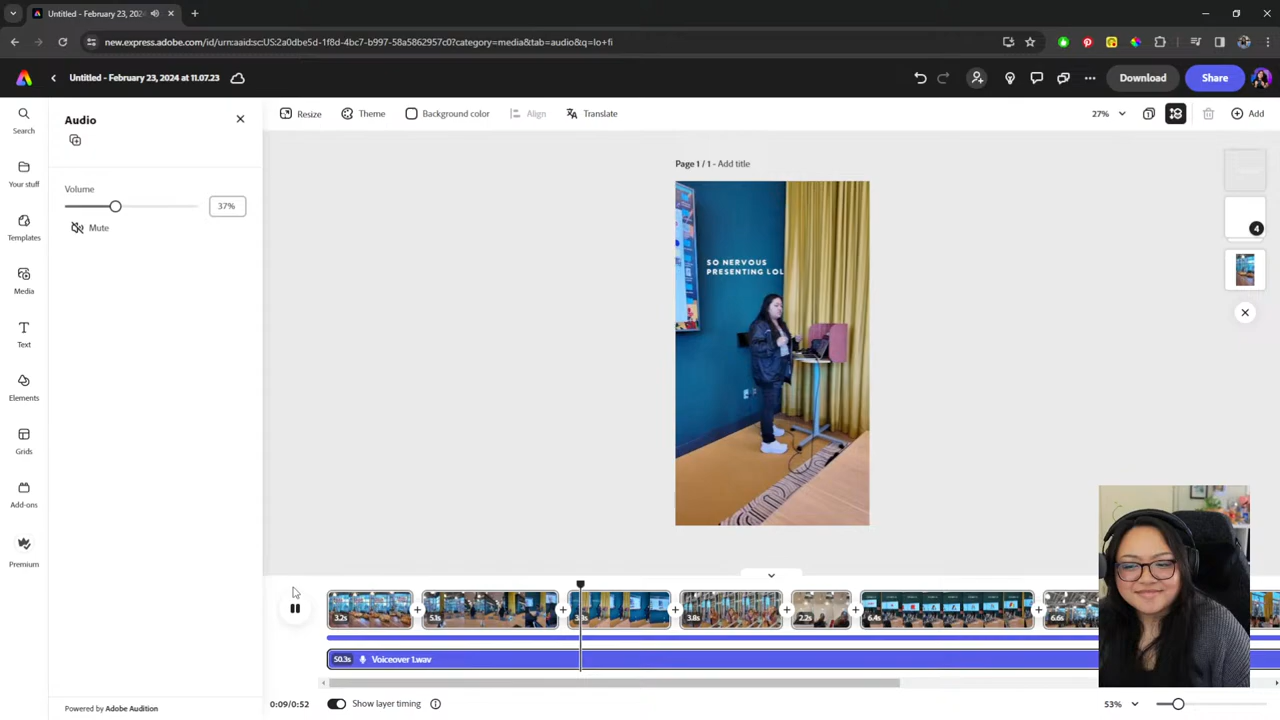 Untitled - February 23, 2024
new.express.adobe.com/id/urn:aaid:sc:US:2a0dbe5d-1f8d-4bc7-b997-58a5862957c0?category=media&tab=audio&q=lo+fi
Untitled - February 23, 2024 at 11.07.23
Download
Share
Search
Your stuff
Templates
Media
Text
Elements
Grids
Add-ons
Premium
Audio
Volume
37%
Mute
Powered by Adobe Audition
Resize
Theme
Background color
Align
Translate
27%
Add
Page 1 / 1 - Add title
SO NERVOUS
PRESENTING LOL
4
3.2s
5.1s
3.8s
2.2s
6.4s
6.6s
50.3s
Voiceover 1.wav
0:09/0:52
Show layer timing
53%